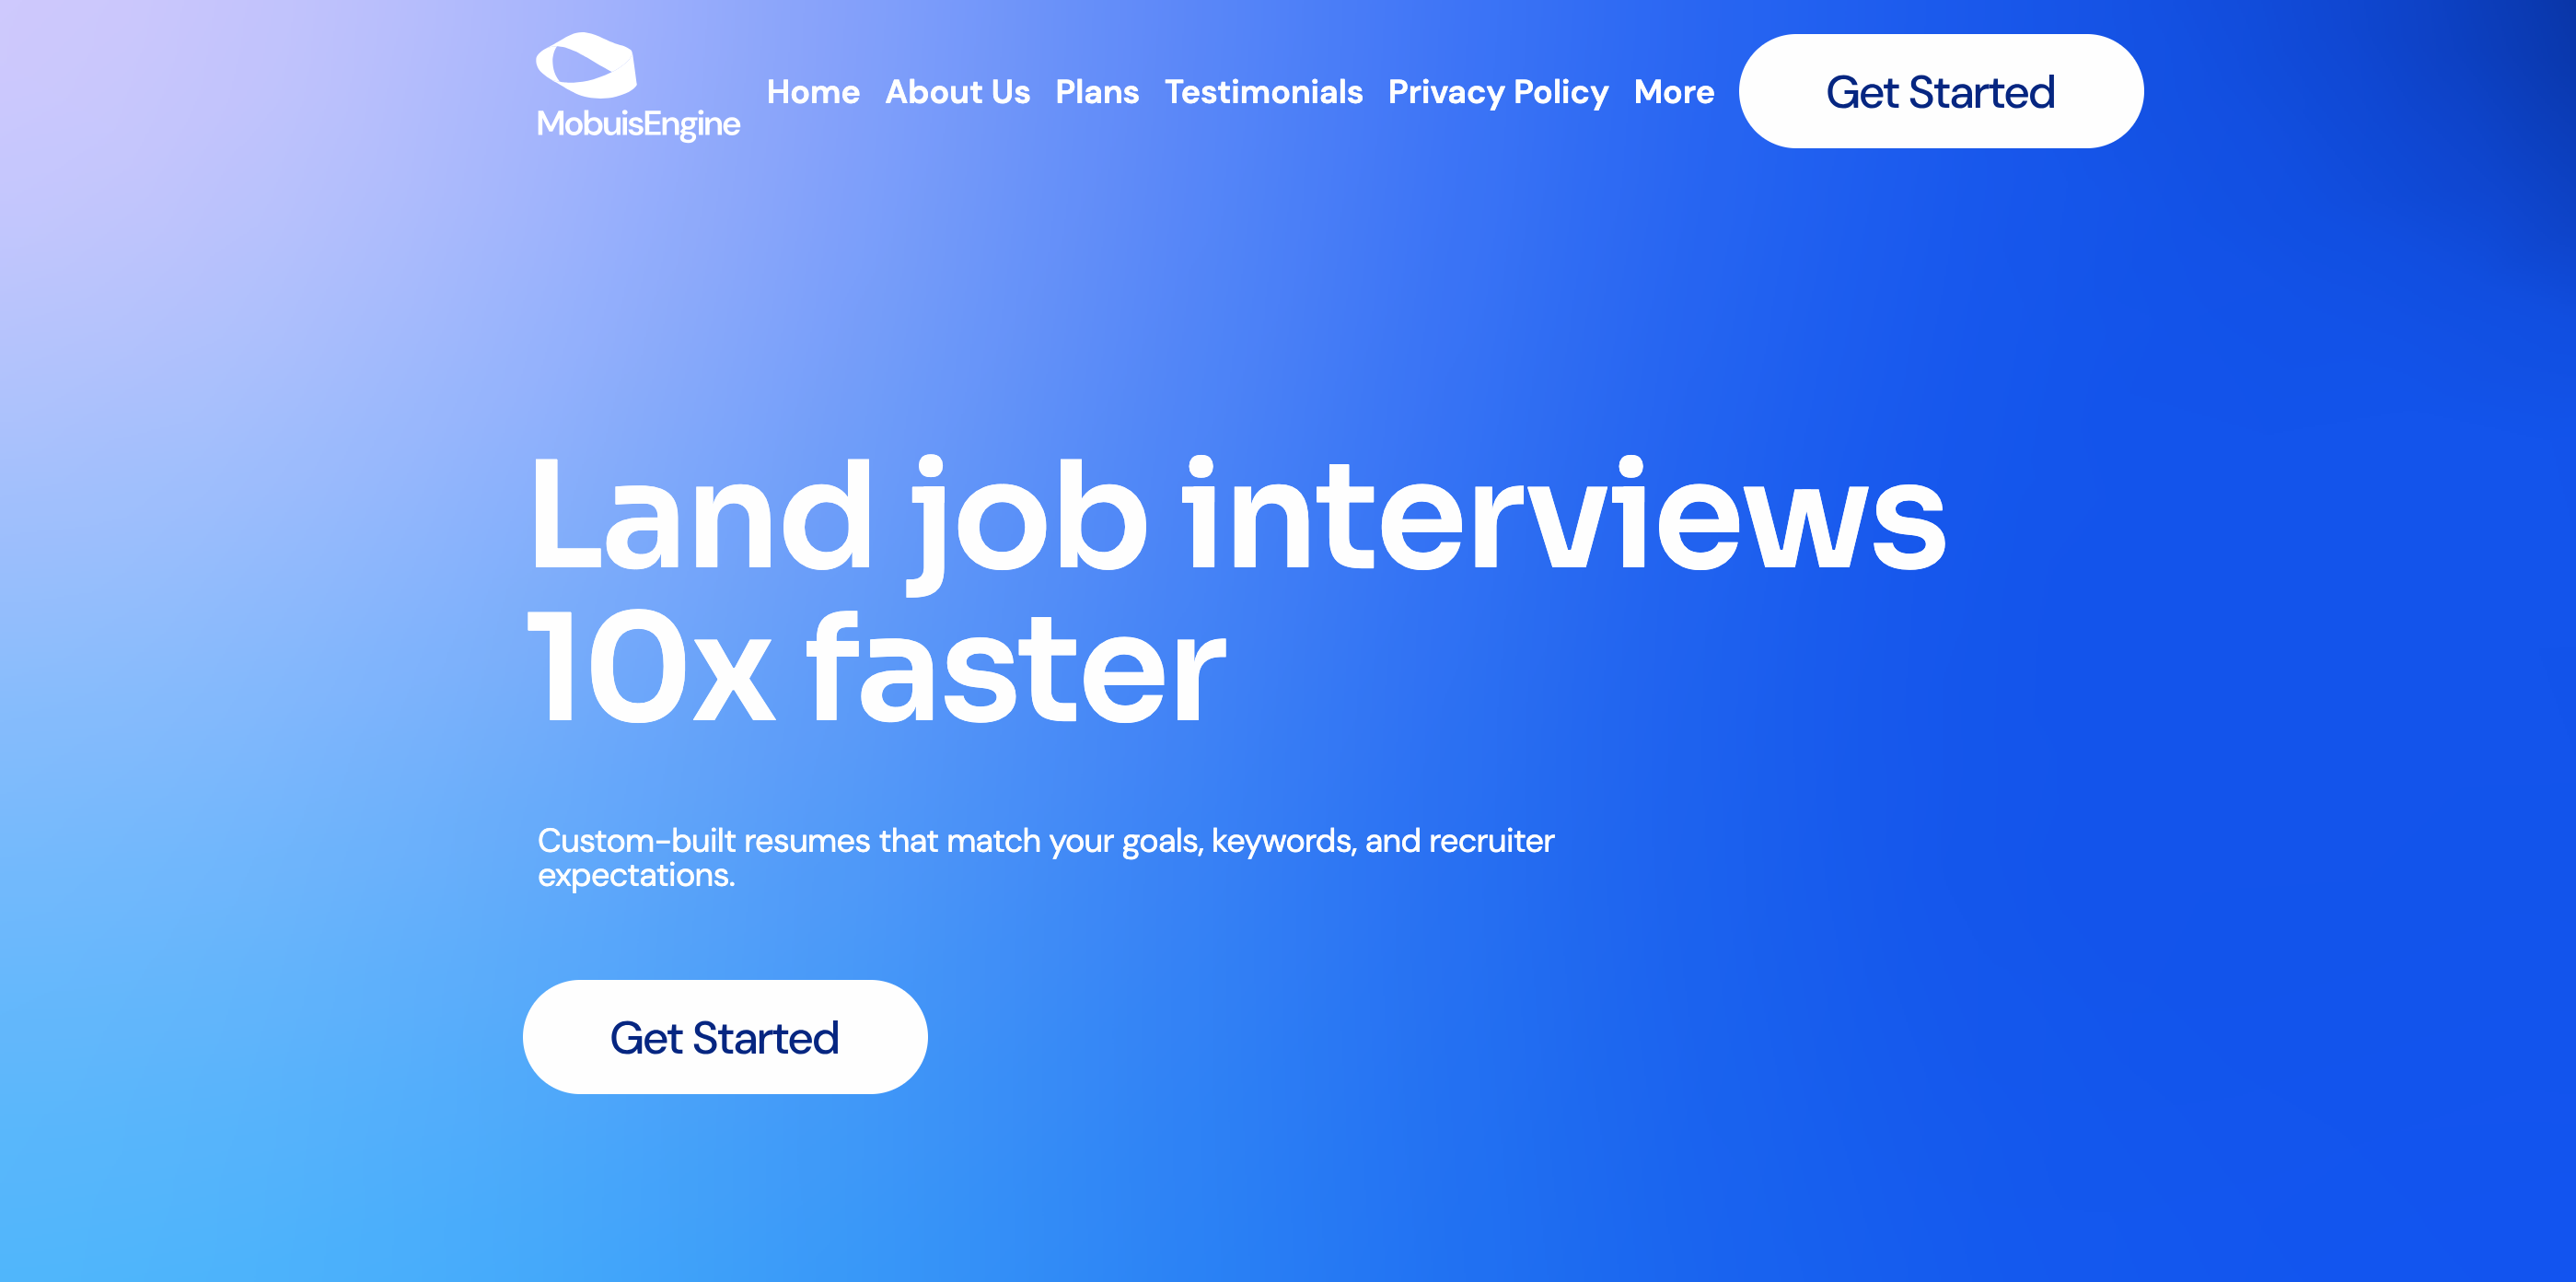 MobuisEngine
Home About Us Plans Testimonials Privacy Policy More Get Started
Land job interviews
10x faster
Custom-built resumes that match your goals, keywords, and recruiter
expectations.
Get Started